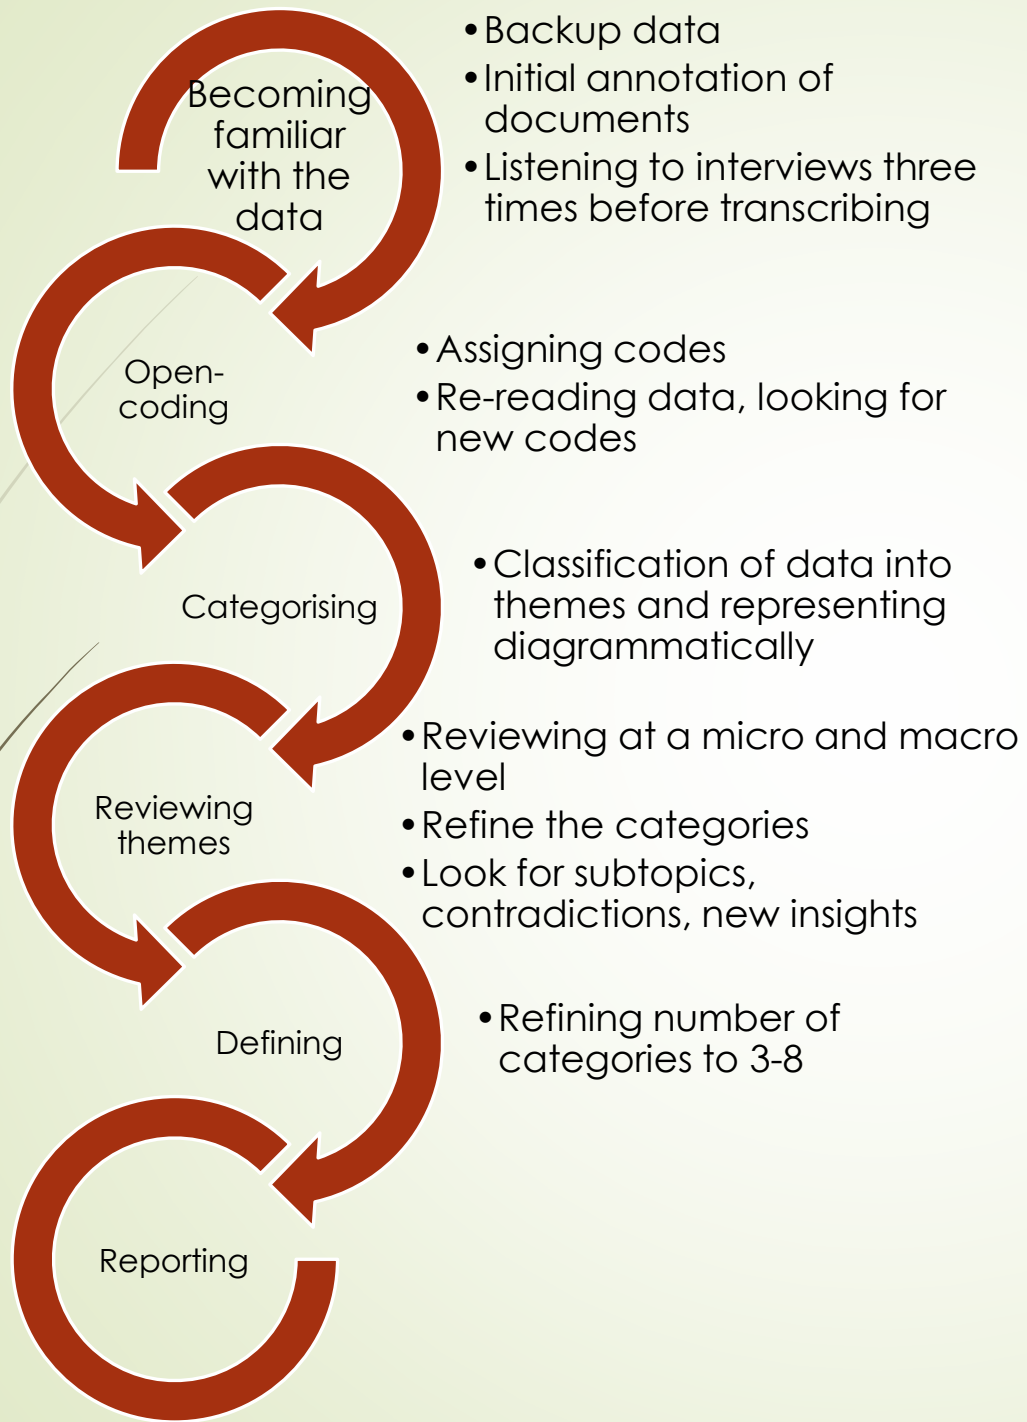 Becoming
familiar
with the
data
•Backup data
•Initial annotation of
documents
•Listening to interviews three
times before transcribing
Open-
coding
•Assigning codes
•Re-reading data, looking for
new codes
Categorising
•Classification of data into
themes and representing
diagrammatically
Reviewing
themes
•Reviewing at a micro and macro
level
•Refine the categories
•Look for subtopics,
contradictions, new insights
Defining
•Refining number of
categories to 3-8
Reporting